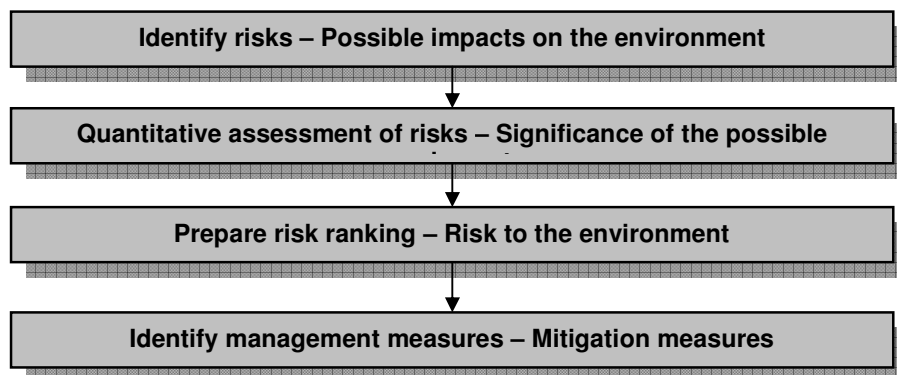 Identify risks – Possible impacts on the environment
Quantitative assessment of risks – Significance of the possible
Prepare risk ranking – Risk to the environment
Identify management measures – Mitigation measures